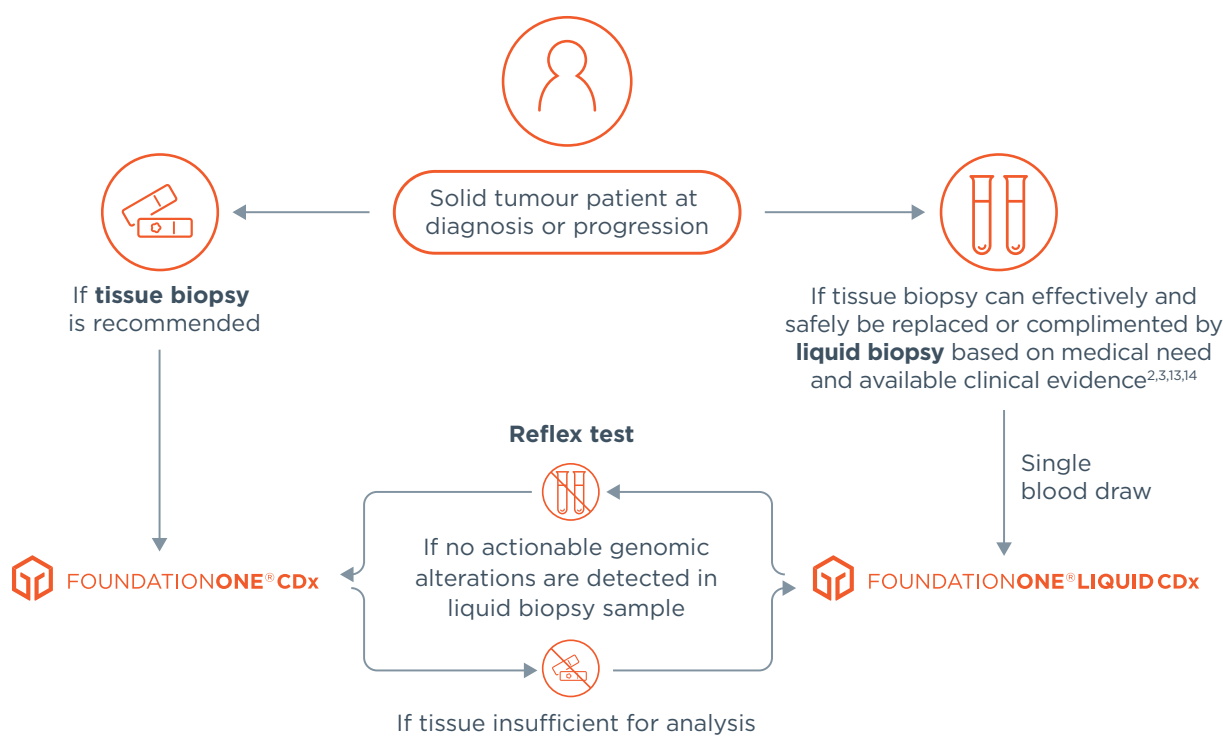 Solid tumour patient at
diagnosis or progression
If tissue biopsy
is recommended
If tissue biopsy can effectively and
safely be replaced or complimented by
liquid biopsy based on medical need
and available clinical evidence2,3,13,14
Single
blood draw
Reflex test
If no actionable genomic
alterations are detected in
liquid biopsy sample
FOUNDATIONONE® CDx
FOUNDATIONONE® LIQUID CDx
If tissue insufficient for analysis